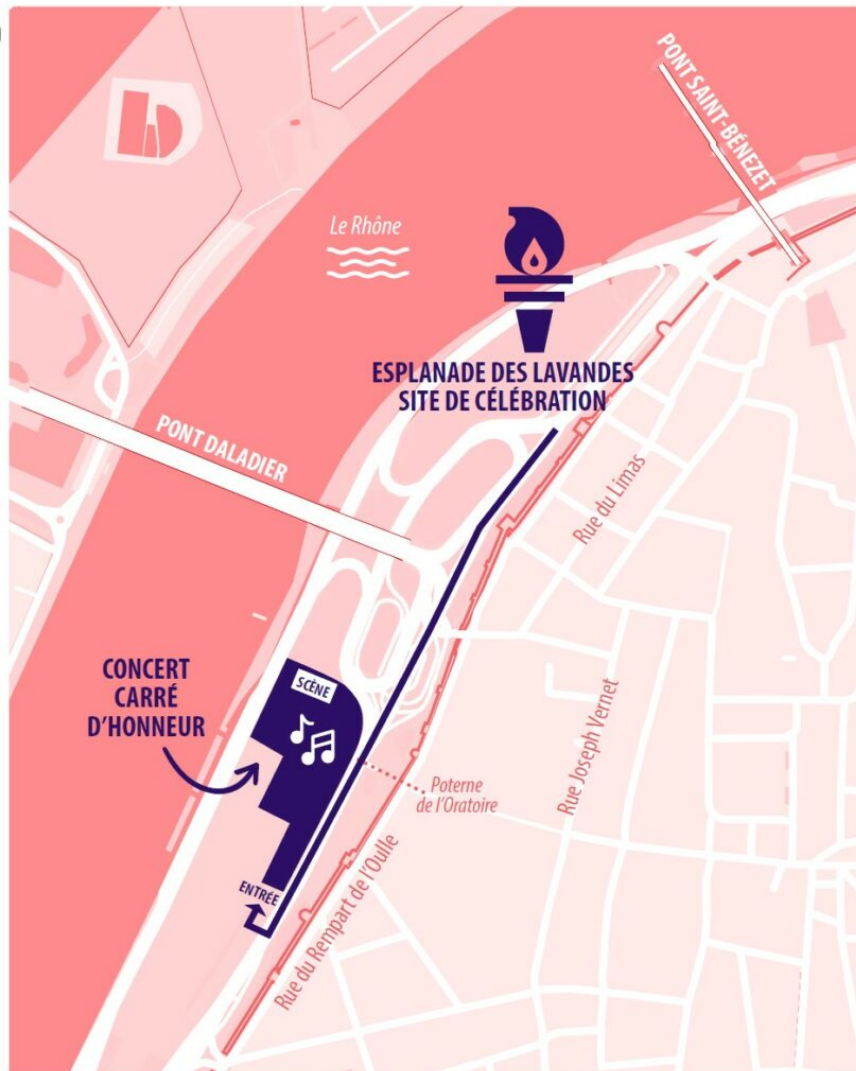 PONT SAINT-BÉNEZET
Le Rhône
ESPLANADE DES LAVANDES
SITE DE CÉLÉBRATION
PONT DALADIER
Rue du Limas
CONCERT
CARRÉ
D'HONNEUR
SCÈNE
Rue Joseph Vernet
Poterne
de l'Oratoire
ENTRÉE
Rue du Rempart de l'Oulle